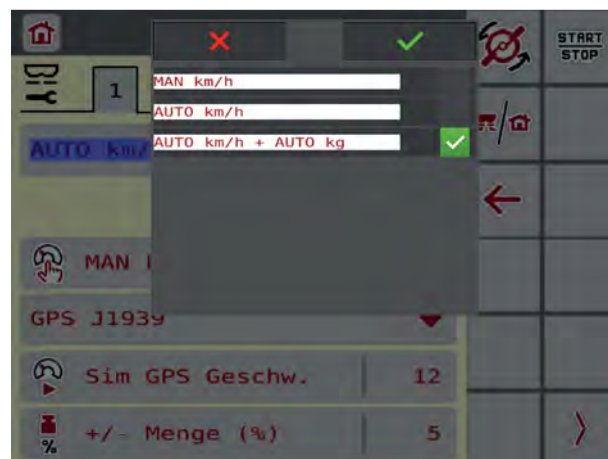 START
STOP
1
MAN km/h
AUTO km/h
AUTO km/h + AUTO kg
AUTO km/
MAN
GPS J1939
Sim GPS Geschw. 12
+/- Menge (%) 5
%